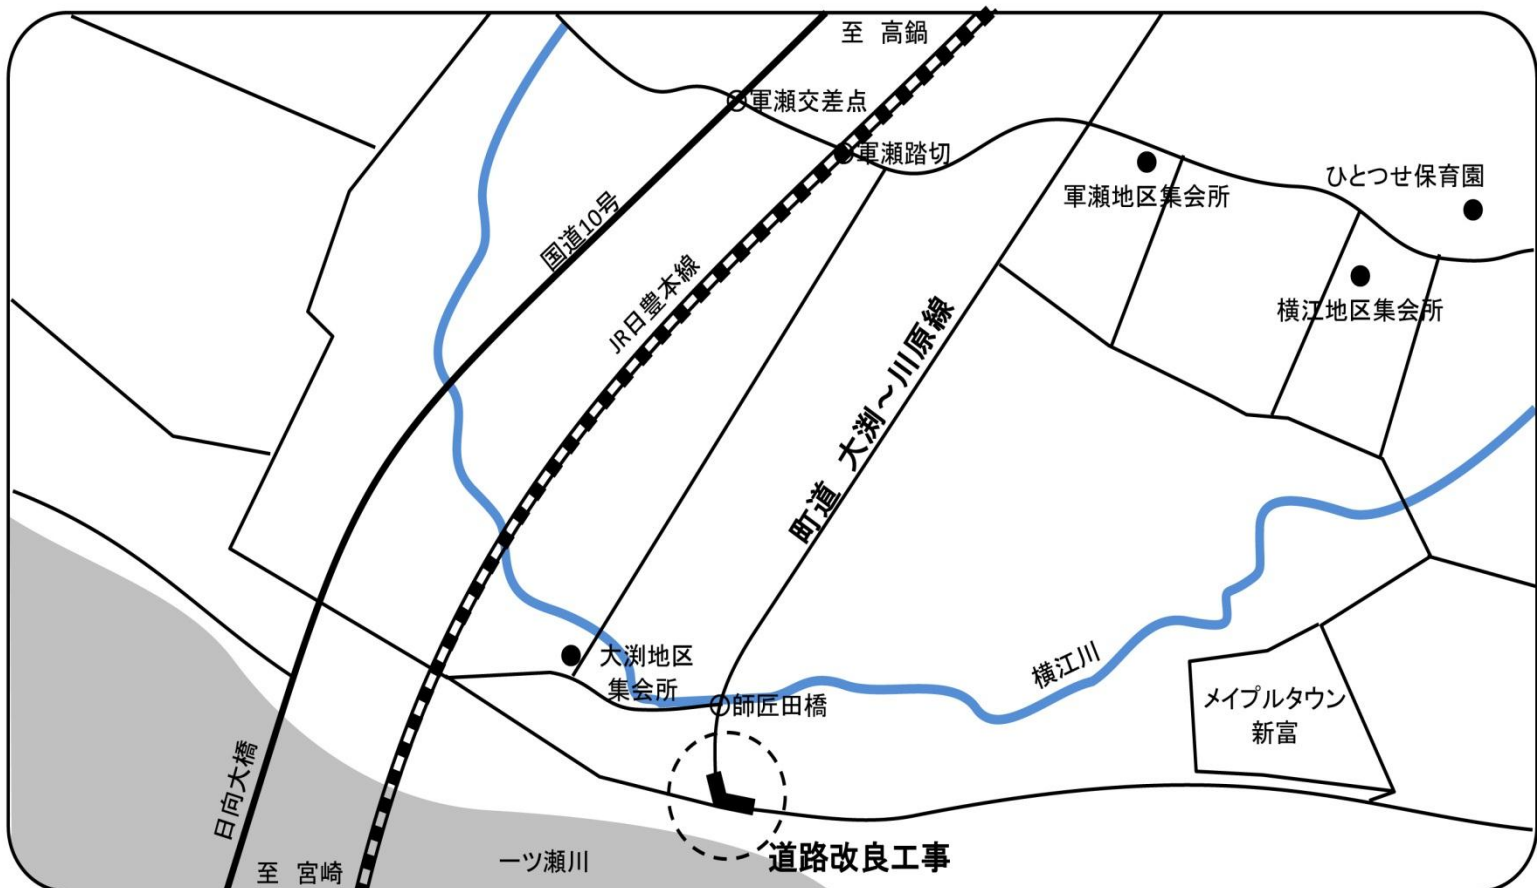 至 高鍋
軍瀬交差点
軍瀬踏切
ひとつせ保育園
軍瀬地区集会所
国道10号
JR日豊本線
横江地区集会所
町道 大渕～川原線
大渕地区
集会所
師匠田橋
横江川
メイプルタウン
新富
日向大橋
道路改良工事
至 宮崎
一ツ瀬川